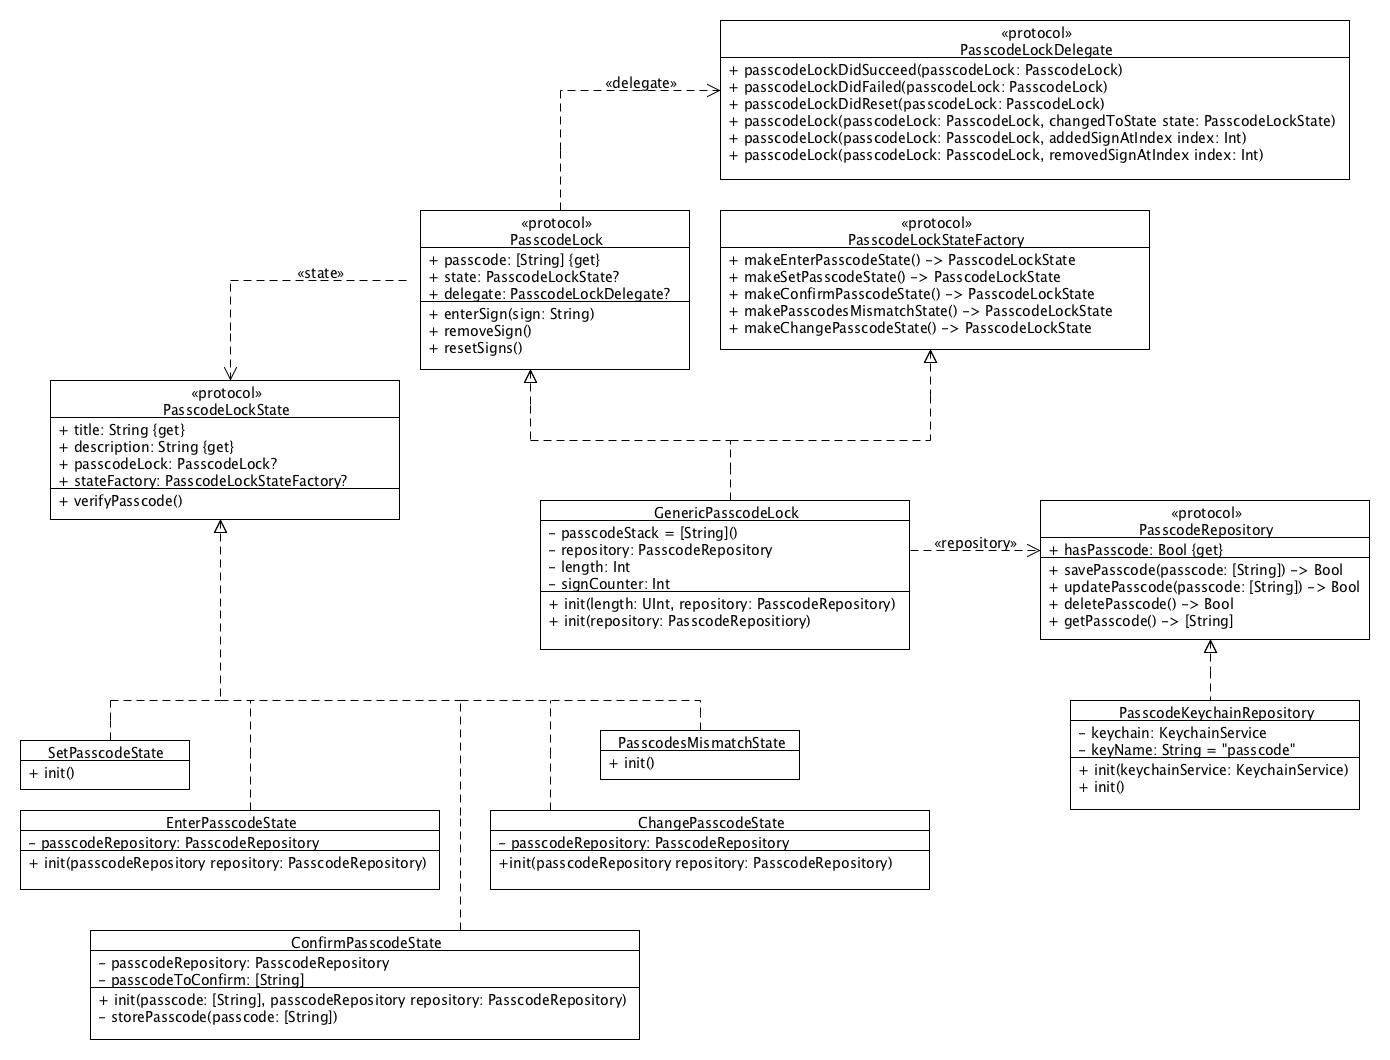 «protocol»
PasscodeLockDelegate
+ passcodeLockDidSucceed(passcodeLock: PasscodeLock)
+ passcodeLockDidFailed(passcodeLock: PasscodeLock)
+ passcodeLockDidReset(passcodeLock: PasscodeLock)
+ passcodeLock(passcodeLock: PasscodeLock, changedToState state: PasscodeLockState)
+ passcodeLock(passcodeLock: PasscodeLock, addedSignAtIndex index: Int)
+ passcodeLock(passcodeLock: PasscodeLock, removedSignAtIndex index: Int)
«delegate»
«protocol»
PasscodeLock
+ passcode: [String] {get}
+ state: PasscodeLockState?
+ delegate: PasscodeLockDelegate?
+ enterSign(sign: String)
+ removeSign()
+ resetSigns()
«protocol»
PasscodeLockStateFactory
+ makeEnterPasscodeState() -> PasscodeLockState
+ makeSetPasscodeState() -> PasscodeLockState
+ makeConfirmPasscodeState() -> PasscodeLockState
+ makePasscodesMismatchState() -> PasscodeLockState
+ makeChangePasscodeState() -> PasscodeLockState
«state»
«protocol»
PasscodeLockState
+ title: String {get}
+ description: String {get}
+ passcodeLock: PasscodeLock?
+ stateFactory: PasscodeLockStateFactory?
+ verifyPasscode()
GenericPasscodeLock
- passcodeStack = [String]()
- repository: PasscodeRepository
- length: Int
- signCounter: Int
+ init(length: UInt, repository: PasscodeRepository)
+ init(repository: PasscodeRepositiory)
«repository»
«protocol»
PasscodeRepository
+ hasPasscode: Bool {get}
+ savePasscode(passcode: [String]) -> Bool
+ updatePasscode(passcode: [String]) -> Bool
+ deletePasscode() -> Bool
+ getPasscode() -> [String]
PasscodeKeychainRepository
- keychain: KeychainService
- keyName: String = "passcode"
+ init(keychainService: KeychainService)
+ init()
SetPasscodeState
+ init()
PasscodesMismatchState
+ init()
EnterPasscodeState
- passcodeRepository: PasscodeRepository
+ init(passcodeRepository repository: PasscodeRepository)
ChangePasscodeState
- passcodeRepository: PasscodeRepository
+init(passcodeRepository repository: PasscodeRepository)
ConfirmPasscodeState
- passcodeRepository: PasscodeRepository
- passcodeToConfirm: [String]
+ init(passcode: [String], passcodeRepository repository: PasscodeRepository)
- storePasscode(passcode: [String])